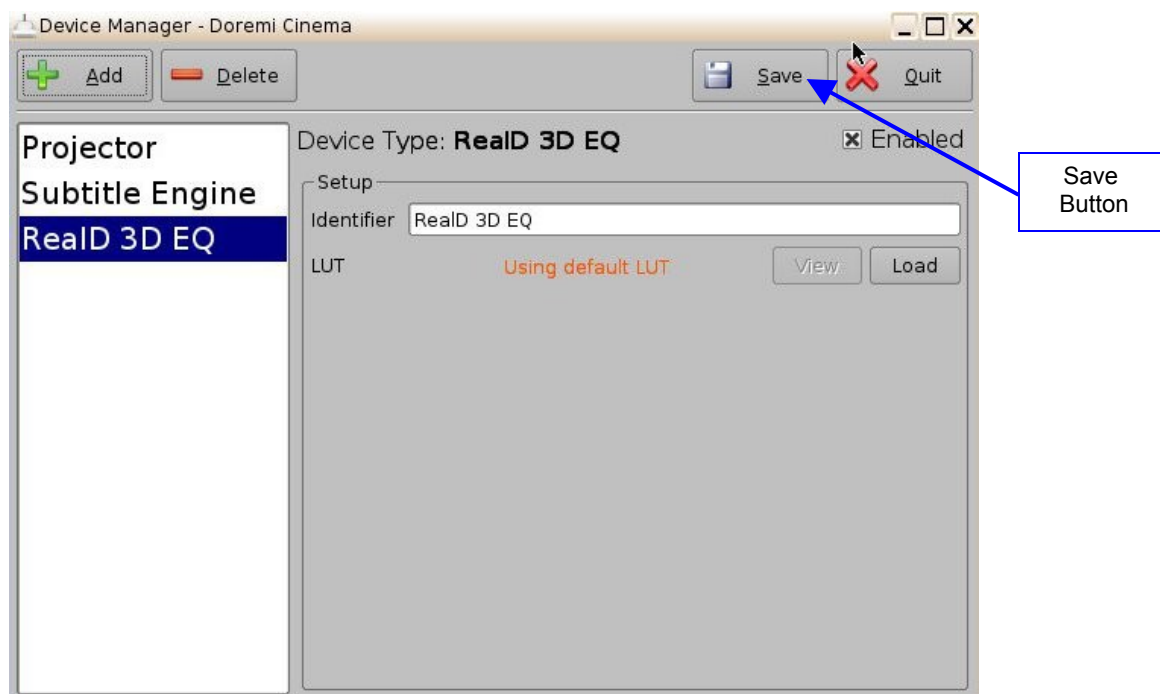 Device Manager - Doremi Cinema
Add
Delete
Save
Quit
Projector
Subtitle Engine
RealD 3D EQ
Device Type: RealD 3D EQ
Enabled
Setup
Identifier RealD 3D EQ
LUT Using default LUT View Load
Save
Button